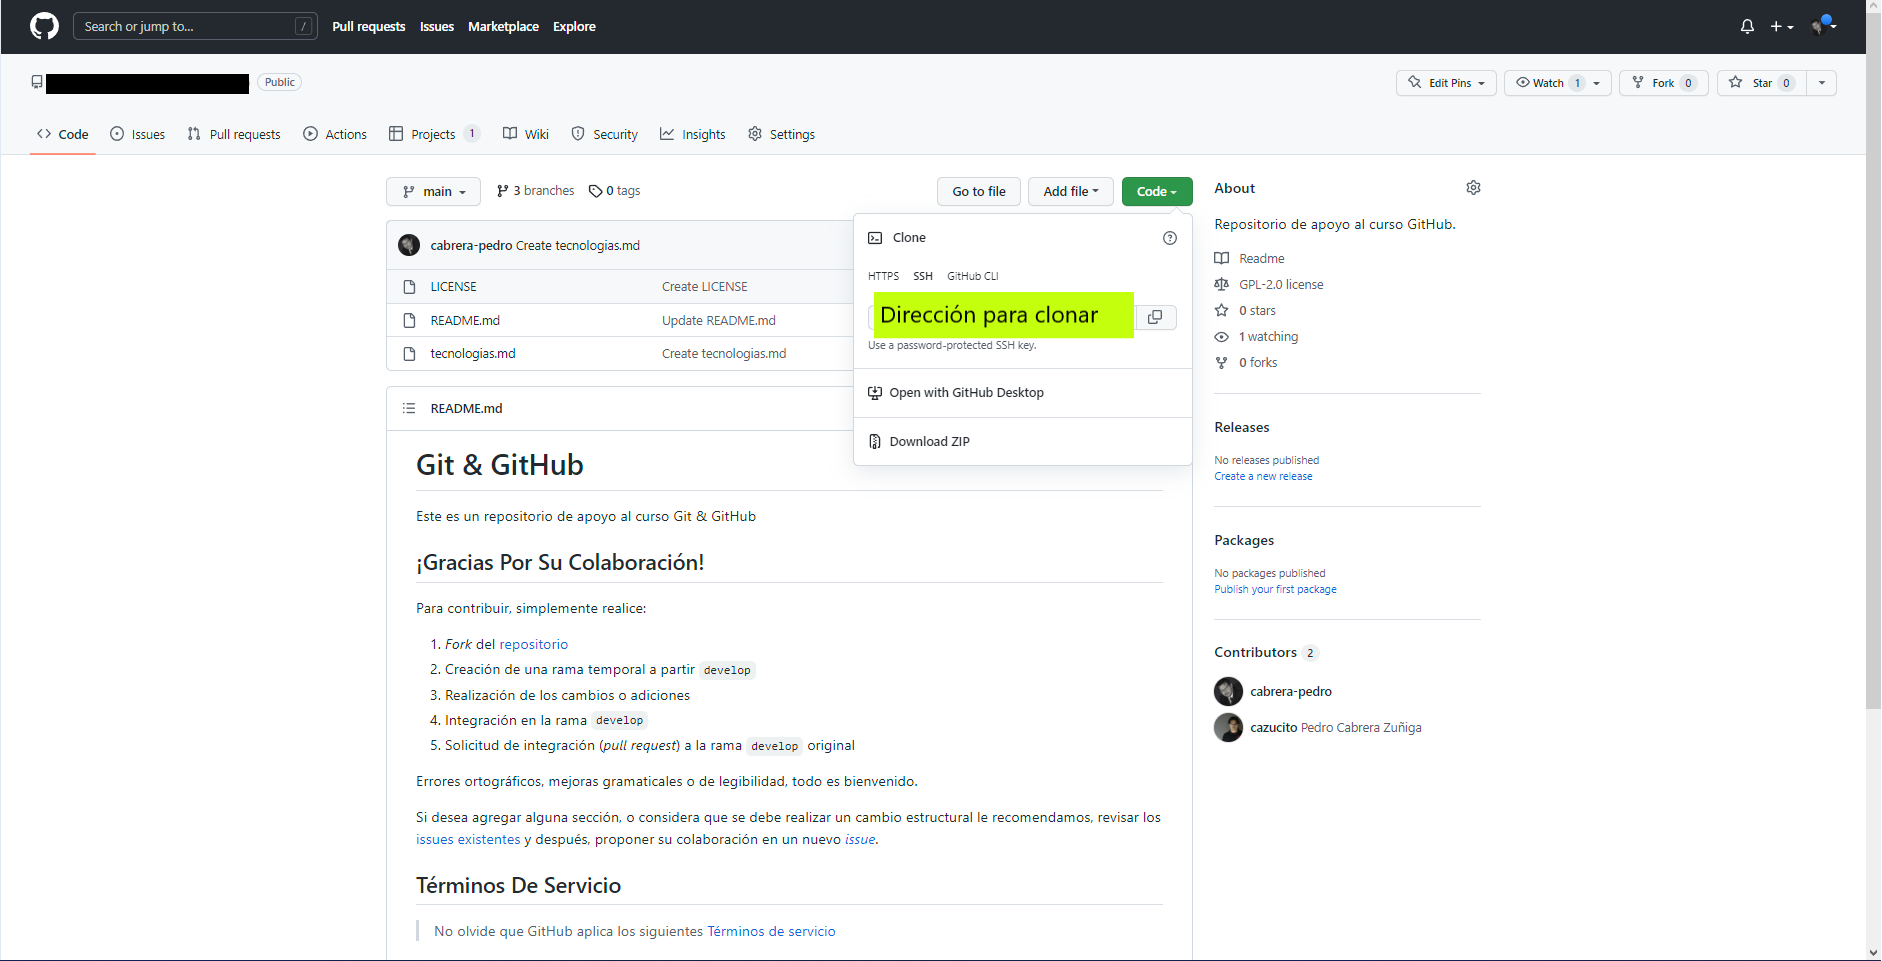 Search or jump to... /
Pull requests Issues Marketplace Explore
Public
Edit Pins Watch 1 Fork 0 Star 0
Code Issues Pull requests Actions Projects 1 Wiki Security Insights Settings
main 3 branches 0 tags
Go to file Add file Code
cabrera-pedro Create tecnologias.md
LICENSE Create LICENSE
README.md Update README.md
tecnologias.md Create tecnologias.md
Clone
HTTPS SSH GitHub CLI
Dirección para clonar
Use a password-protected SSH key.
Open with GitHub Desktop
Download ZIP
README.md
Git & GitHub
Este es un repositorio de apoyo al curso Git & GitHub
¡Gracias Por Su Colaboración!
Para contribuir, simplemente realice:
1. Fork del repositorio
2. Creación de una rama temporal a partir develop
3. Realización de los cambios o adiciones
4. Integración en la rama develop
5. Solicitud de integración (pull request) a la rama develop original
Errores ortográficos, mejoras gramaticales o de legibilidad, todo es bienvenido.
Si desea agregar alguna sección, o considera que se debe realizar un cambio estructural le recomendamos, revisar los
issues existentes y después, proponer su colaboración en un nuevo issue.
Términos De Servicio
No olvide que GitHub aplica los siguientes Términos de servicio
About
Repositorio de apoyo al curso GitHub.
Readme
GPL-2.0 license
0 stars
1 watching
0 forks
Releases
No releases published
Create a new release
Packages
No packages published
Publish your first package
Contributors 2
cabrera-pedro
cazucito Pedro Cabrera Zuñiga